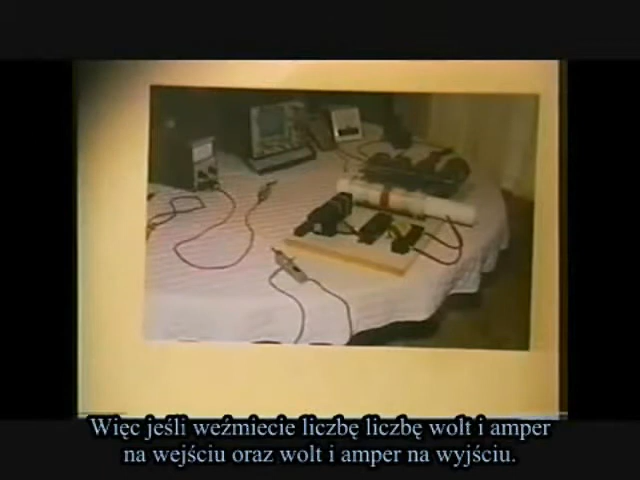 Więc jeśli weźmiecie liczbę liczbę wolt i amper
na wejściu oraz wolt i amper na wyjściu.